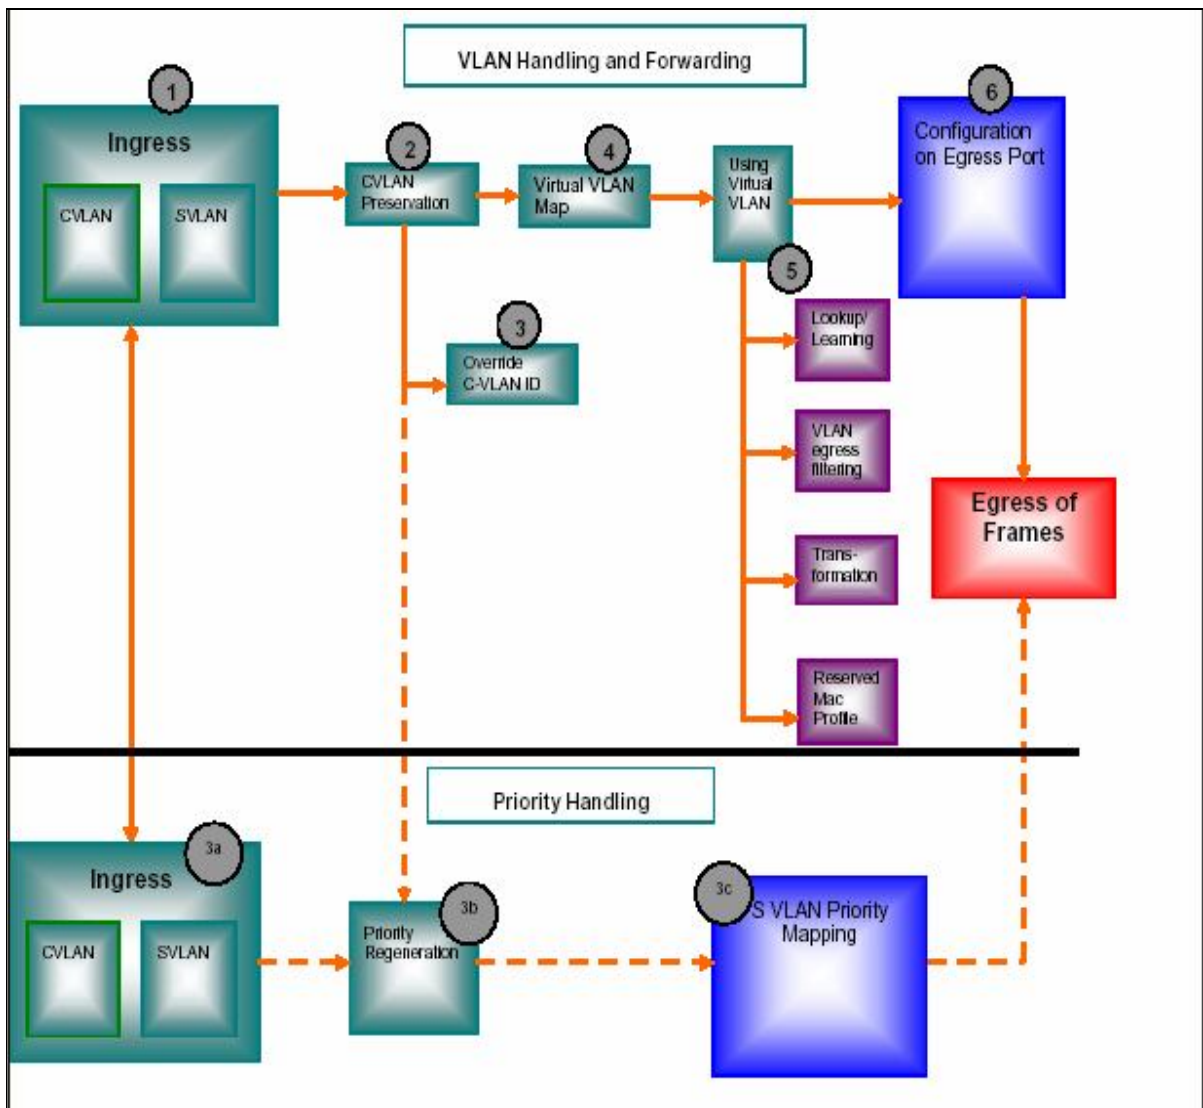 VLAN Handling and Forwarding
1
Ingress
CVLAN
SVLAN
2
CVLAN
Preservation
3
Override
C-VLAN ID
4
Virtual VLAN
Map
Using
Virtual
VLAN
5
Lookup/
Learning
VLAN
egress
filtering
Trans-
formation
Reserved
Mac
Profile
6
Configuration
on Egress Port
Egress of
Frames
Priority Handling
3a
Ingress
CVLAN
SVLAN
3b
Priority
Regeneration
3c
S VLAN Priority
Mapping